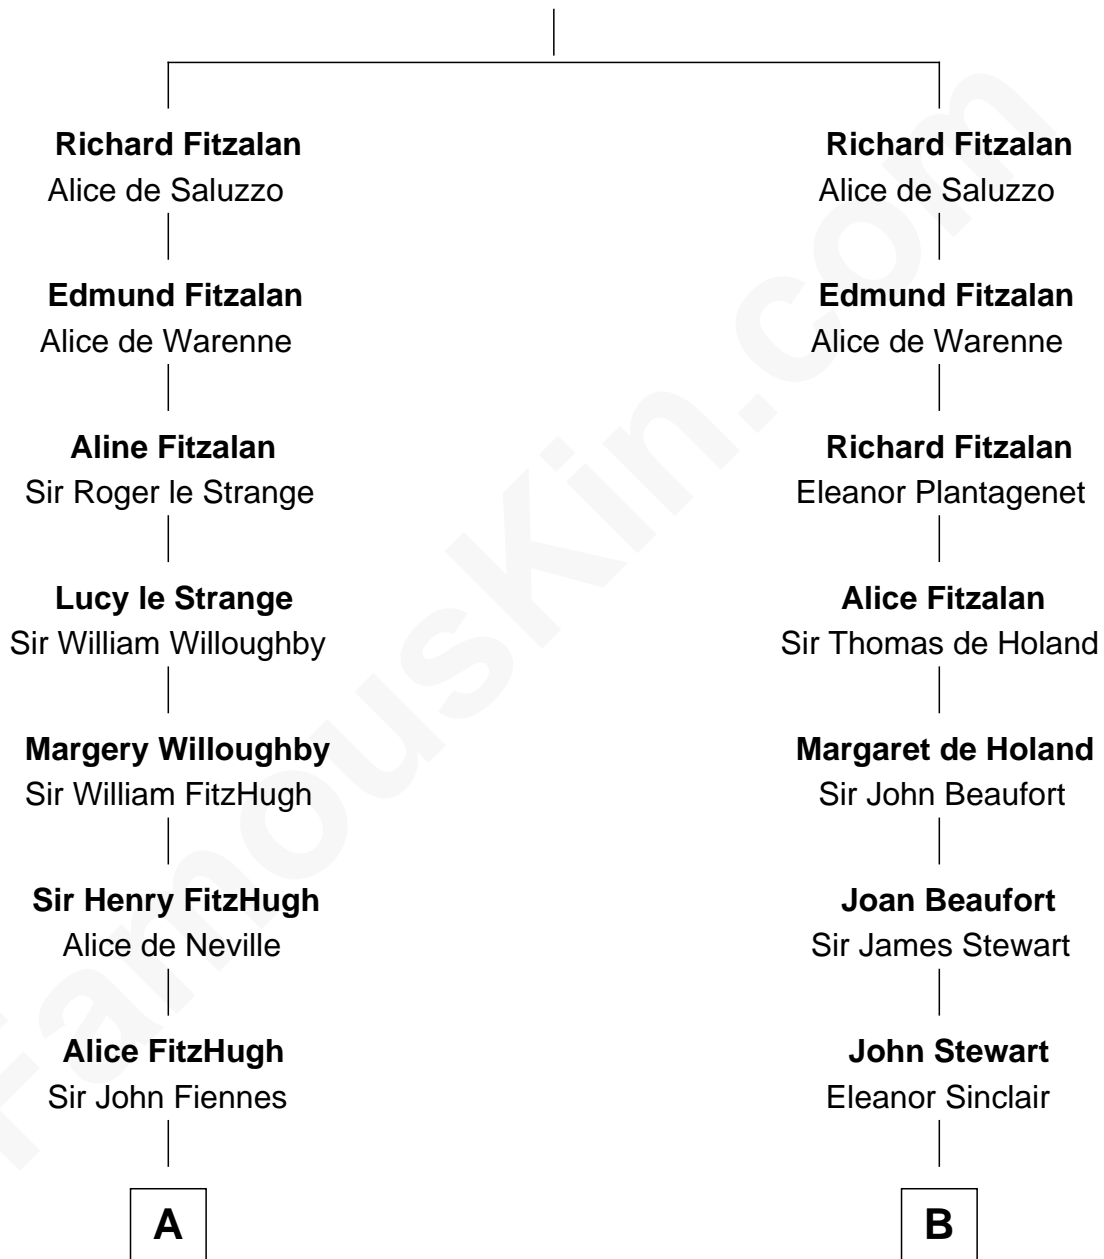 Richard Fitzalan
Alice de Saluzzo
Edmund Fitzalan
Alice de Warenne
Aline Fitzalan
Sir Roger le Strange
Lucy le Strange
Sir William Willoughby
Margery Willoughby
Sir William FitzHugh
Sir Henry FitzHugh
Alice de Neville
Alice FitzHugh
Sir John Fiennes
A
Richard Fitzalan
Alice de Saluzzo
Edmund Fitzalan
Alice de Warenne
Richard Fitzalan
Eleanor Plantagenet
Alice Fitzalan
Sir Thomas de Holand
Margaret de Holand
Sir John Beaufort
Joan Beaufort
Sir James Stewart
John Stewart
Eleanor Sinclair
B
FamousKin.com